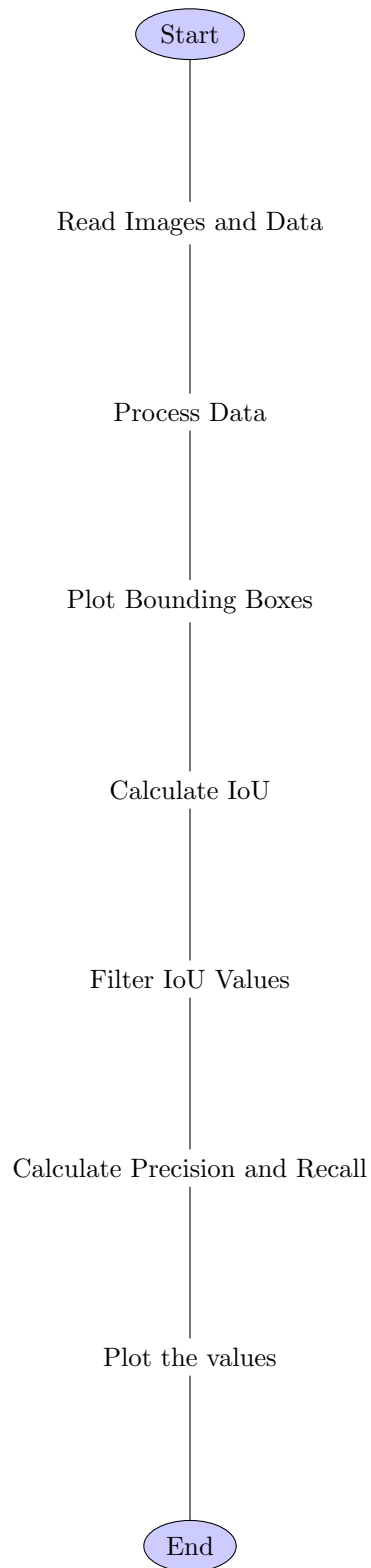 Start
Read Images and Data
Process Data
Plot Bounding Boxes
Calculate IoU
Filter IoU Values
Calculate Precision and Recall
Plot the values
End